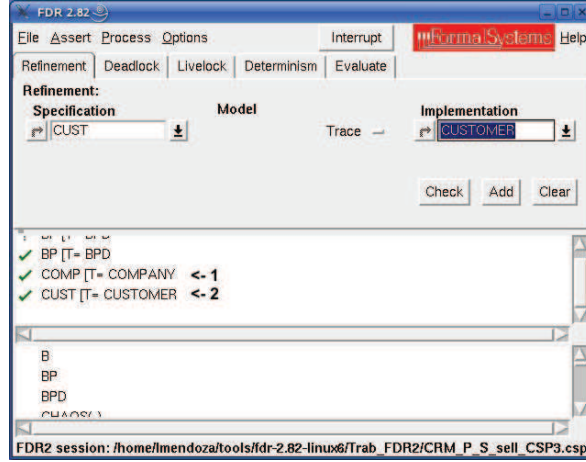 FDR 2.82
File Assert Process Options Interrupt FormalSystems Help
Refinement Deadlock Livelock Determinism Evaluate
Refinement:
Specification Model Implementation
CUST Trace CUSTOMER
Check Add Clear
BP [T= BPD
COMP [T= COMPANY <- 1
CUST [T= CUSTOMER <- 2
B
BP
BPD
CHAOS(.)
FDR2 session: /home/lmendoza/tools/fdr-2.82-linux6/Trab_FDR2/CRM_P_S_sell_CSP3.csp